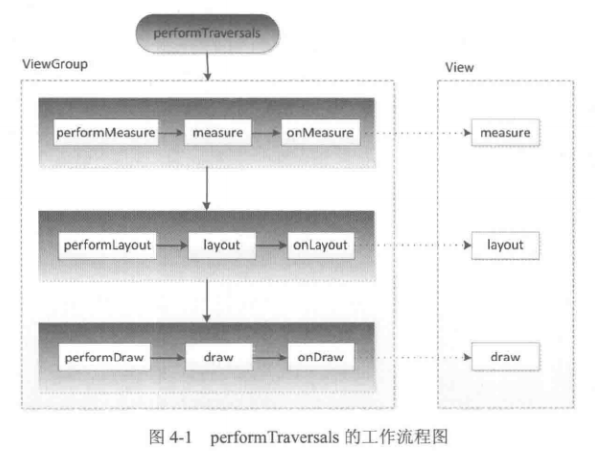 performTraversals
ViewGroup
View
performMeasure measure onMeasure measure
performLayout layout onLayout layout
performDraw draw onDraw draw
图 4-1 performTraversals 的工作流程图